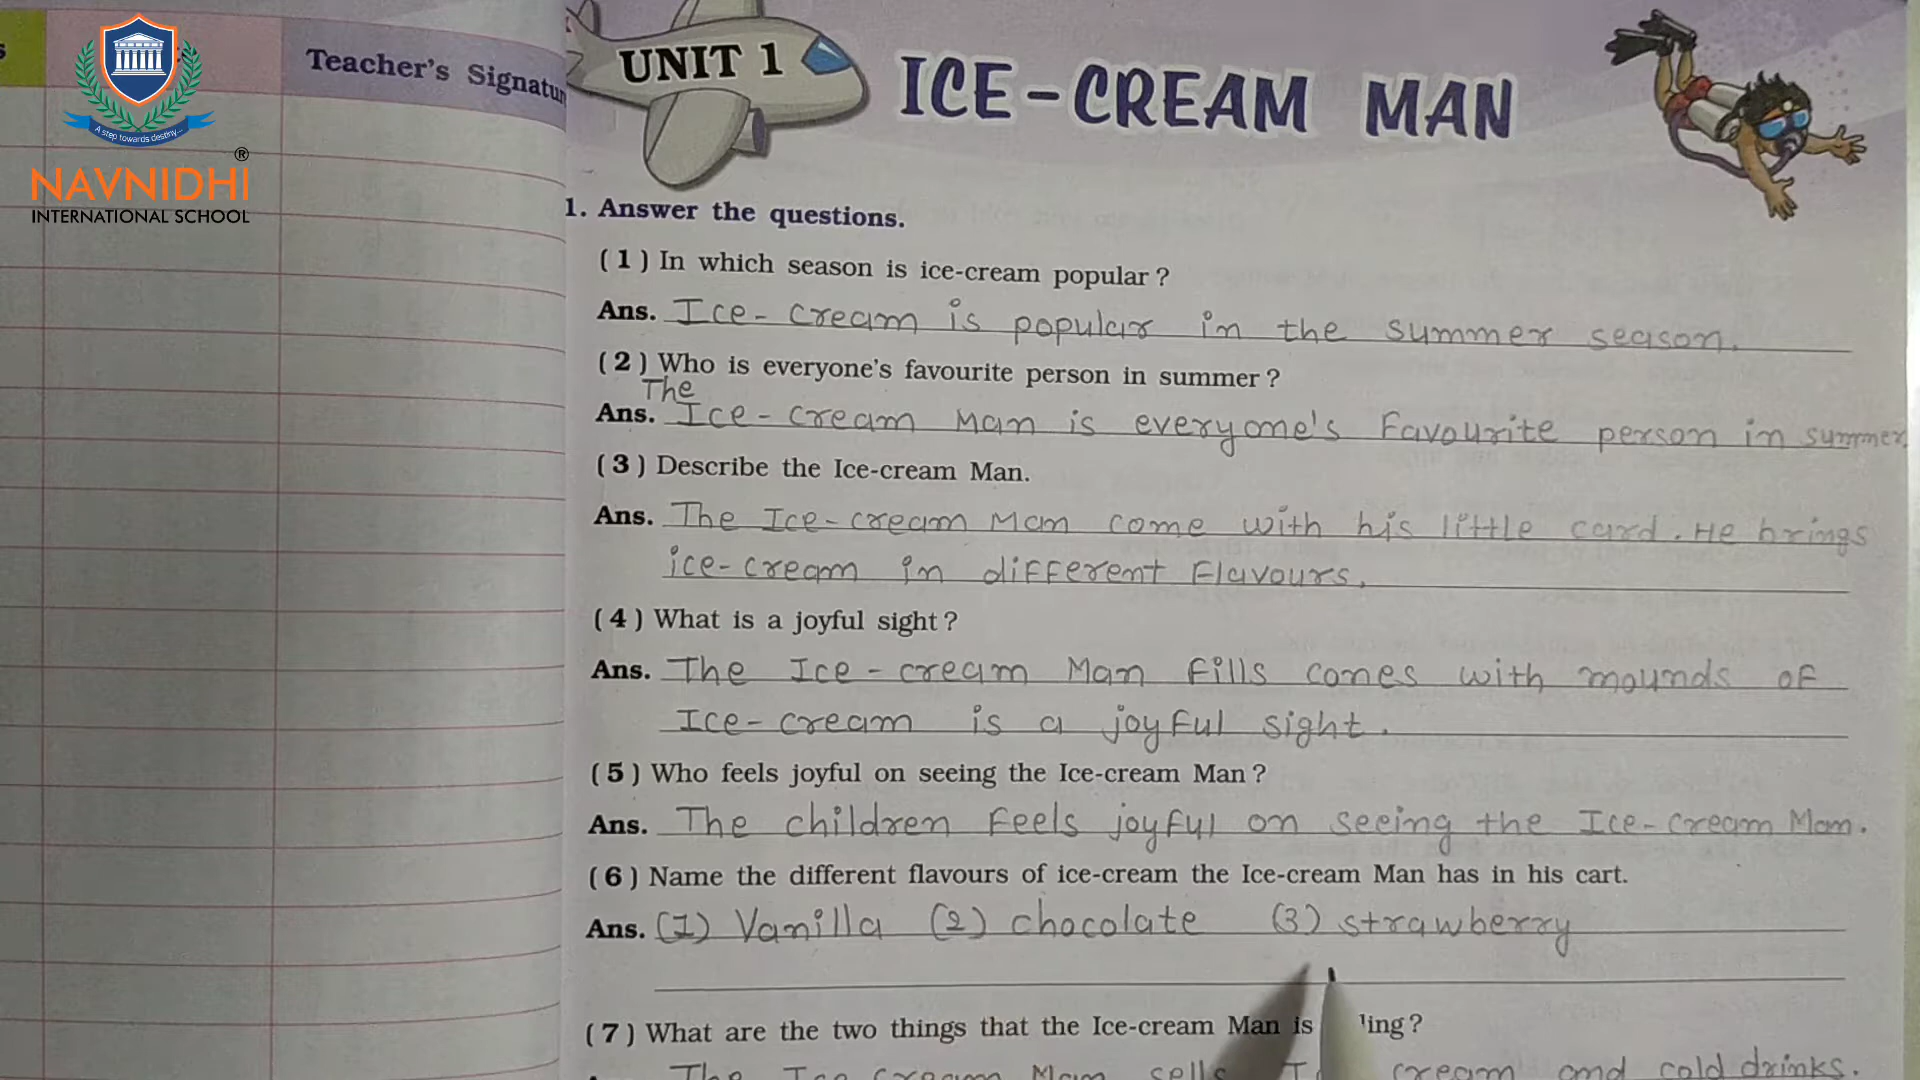 Teacher's Signatur
A step towards destiny...
®
NAVNIDHI
INTERNATIONAL SCHOOL
UNIT 1
ICE-CREAM MAN
1. Answer the questions.
(1) In which season is ice-cream popular?
Ans. Ice-cream is popular in the summer season.
(2) Who is everyone's favourite person in summer?
The
Ans. Ice-cream Man is everyone's Favourite person in summer
(3) Describe the Ice-cream Man.
Ans. The Ice-cream Man come with his little card. He brings
ice-cream in different Flavours.
(4) What is a joyful sight?
Ans. The Ice-cream Man Fills cones with mounds of
Ice-cream is a joyful sight.
(5) Who feels joyful on seeing the Ice-cream Man?
Ans. The children Feels joyful on seeing the Ice-cream Man.
(6) Name the different flavours of ice-cream the Ice-cream Man has in his cart.
Ans. (1) Vanilla (2) chocolate (3) strawberry
(7) What are the two things that the Ice-cream Man is ling?
The Ice cream Man sells cream and cold drinks.